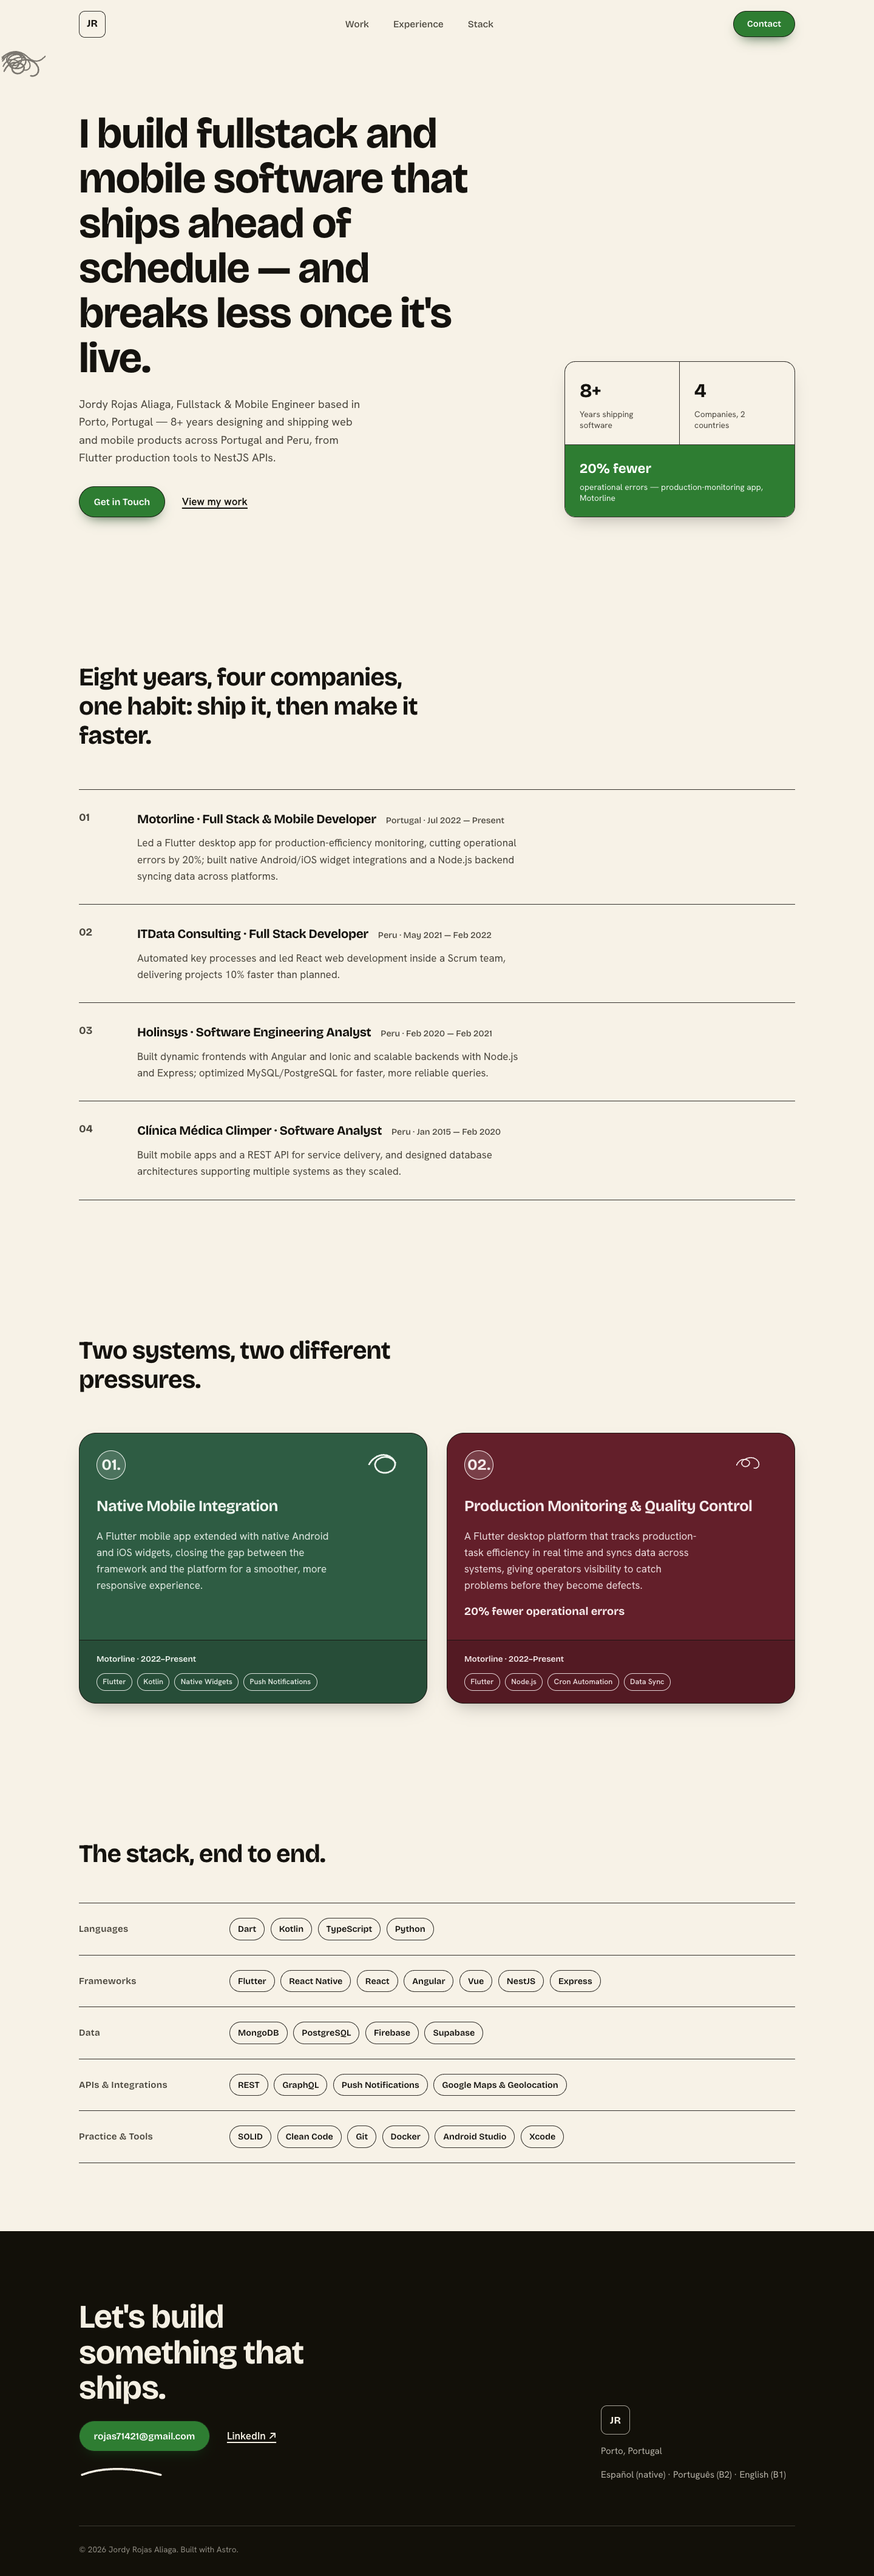 JR
Work
Experience
Stack
Contact
I build fullstack and
mobile software that
ships ahead of
schedule — and
breaks less once it's
live.
Jordy Rojas Aliaga, Fullstack & Mobile Engineer based in
Porto, Portugal — 8+ years designing and shipping web
and mobile products across Portugal and Peru, from
Flutter production tools to NestJS APIs.
Get in Touch
View my work
8+
Years shipping
software
4
Companies, 2
countries
20% fewer
operational errors — production-monitoring app,
Motorline
Eight years, four companies,
one habit: ship it, then make it
faster.
01
Motorline · Full Stack & Mobile Developer
Portugal · Jul 2022 — Present
Led a Flutter desktop app for production-efficiency monitoring, cutting operational
errors by 20%; built native Android/iOS widget integrations and a Node.js backend
syncing data across platforms.
02
ITData Consulting · Full Stack Developer
Peru · May 2021 — Feb 2022
Automated key processes and led React web development inside a Scrum team,
delivering projects 10% faster than planned.
03
Holinsys · Software Engineering Analyst
Peru · Feb 2020 — Feb 2021
Built dynamic frontends with Angular and Ionic and scalable backends with Node.js
and Express; optimized MySQL/PostgreSQL for faster, more reliable queries.
04
Clínica Médica Climper · Software Analyst
Peru · Jan 2015 — Feb 2020
Built mobile apps and a REST API for service delivery, and designed database
architectures supporting multiple systems as they scaled.
Two systems, two different
pressures.
01.
Native Mobile Integration
A Flutter mobile app extended with native Android
and iOS widgets, closing the gap between the
framework and the platform for a smoother, more
responsive experience.
Motorline · 2022–Present
Flutter
Kotlin
Native Widgets
Push Notifications
02.
Production Monitoring & Quality Control
A Flutter desktop platform that tracks production-
task efficiency in real time and syncs data across
systems, giving operators visibility to catch
problems before they become defects.
20% fewer operational errors
Motorline · 2022–Present
Flutter
Node.js
Cron Automation
Data Sync
The stack, end to end.
Languages
Dart
Kotlin
TypeScript
Python
Frameworks
Flutter
React Native
React
Angular
Vue
NestJS
Express
Data
MongoDB
PostgreSQL
Firebase
Supabase
APIs & Integrations
REST
GraphQL
Push Notifications
Google Maps & Geolocation
Practice & Tools
SOLID
Clean Code
Git
Docker
Android Studio
Xcode
Let's build
something that
ships.
rojas71421@gmail.com
LinkedIn ↗
JR
Porto, Portugal
Español (native) · Português (B2) · English (B1)
© 2026 Jordy Rojas Aliaga. Built with Astro.